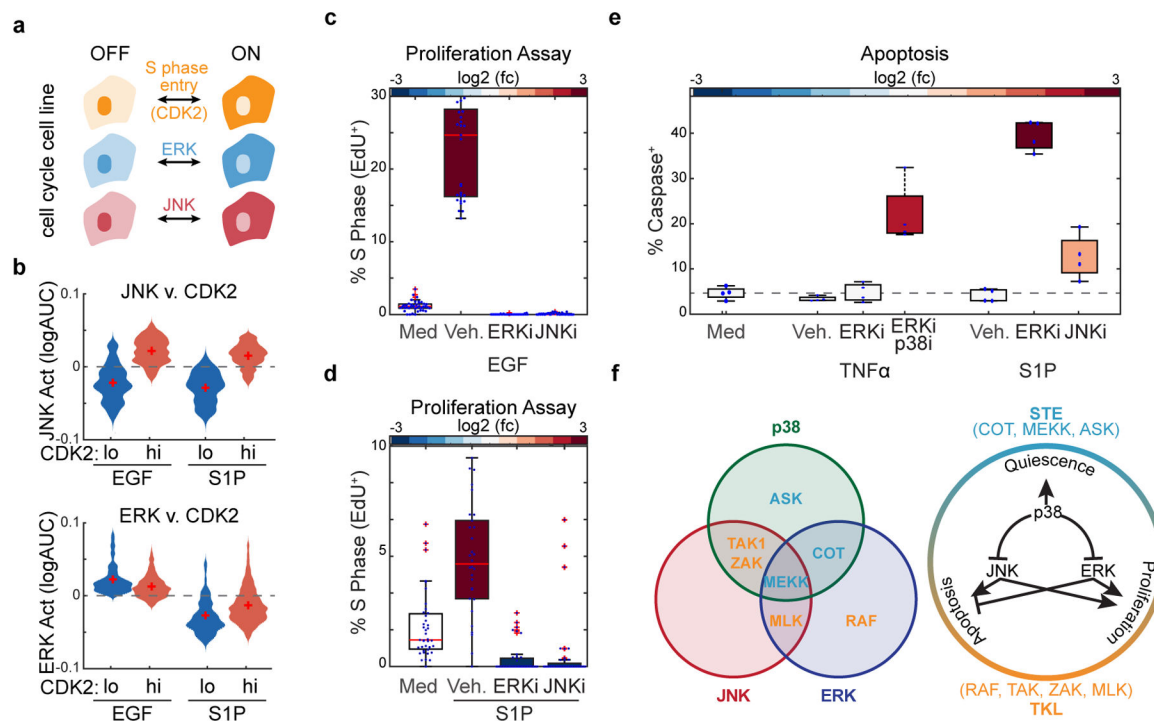 a
OFF
ON
cell cycle cell line
S phase
entry
(CDK2)
ERK
JNK
b
JNK v. CDK2
JNK Act (logAUC)
0.1
0
-0.1
CDK2: lo hi lo hi
EGF S1P
ERK v. CDK2
ERK Act (logAUC)
0.1
0
-0.1
CDK2: lo hi lo hi
EGF S1P
c
Proliferation Assay
-3 log2 (fc) 3
% S Phase (EdU+)
30
20
10
0
Med Veh. ERKi JNKi
EGF
d
Proliferation Assay
-3 log2 (fc) 3
% S Phase (EdU+)
10
5
0
Med Veh. ERKi JNKi
S1P
e
Apoptosis
-3 log2 (fc) 3
% Caspase+
40
30
20
10
0
Med Veh. ERKi ERKi Veh. ERKi JNKi
p38i
TNFα S1P
f
p38
ASK
TAK1
ZAK
COT
MEKK
MLK
RAF
JNK
ERK
STE
(COT, MEKK, ASK)
Quiescence
p38
JNK
ERK
Apoptosis
Proliferation
(RAF, TAK, ZAK, MLK)
TKL